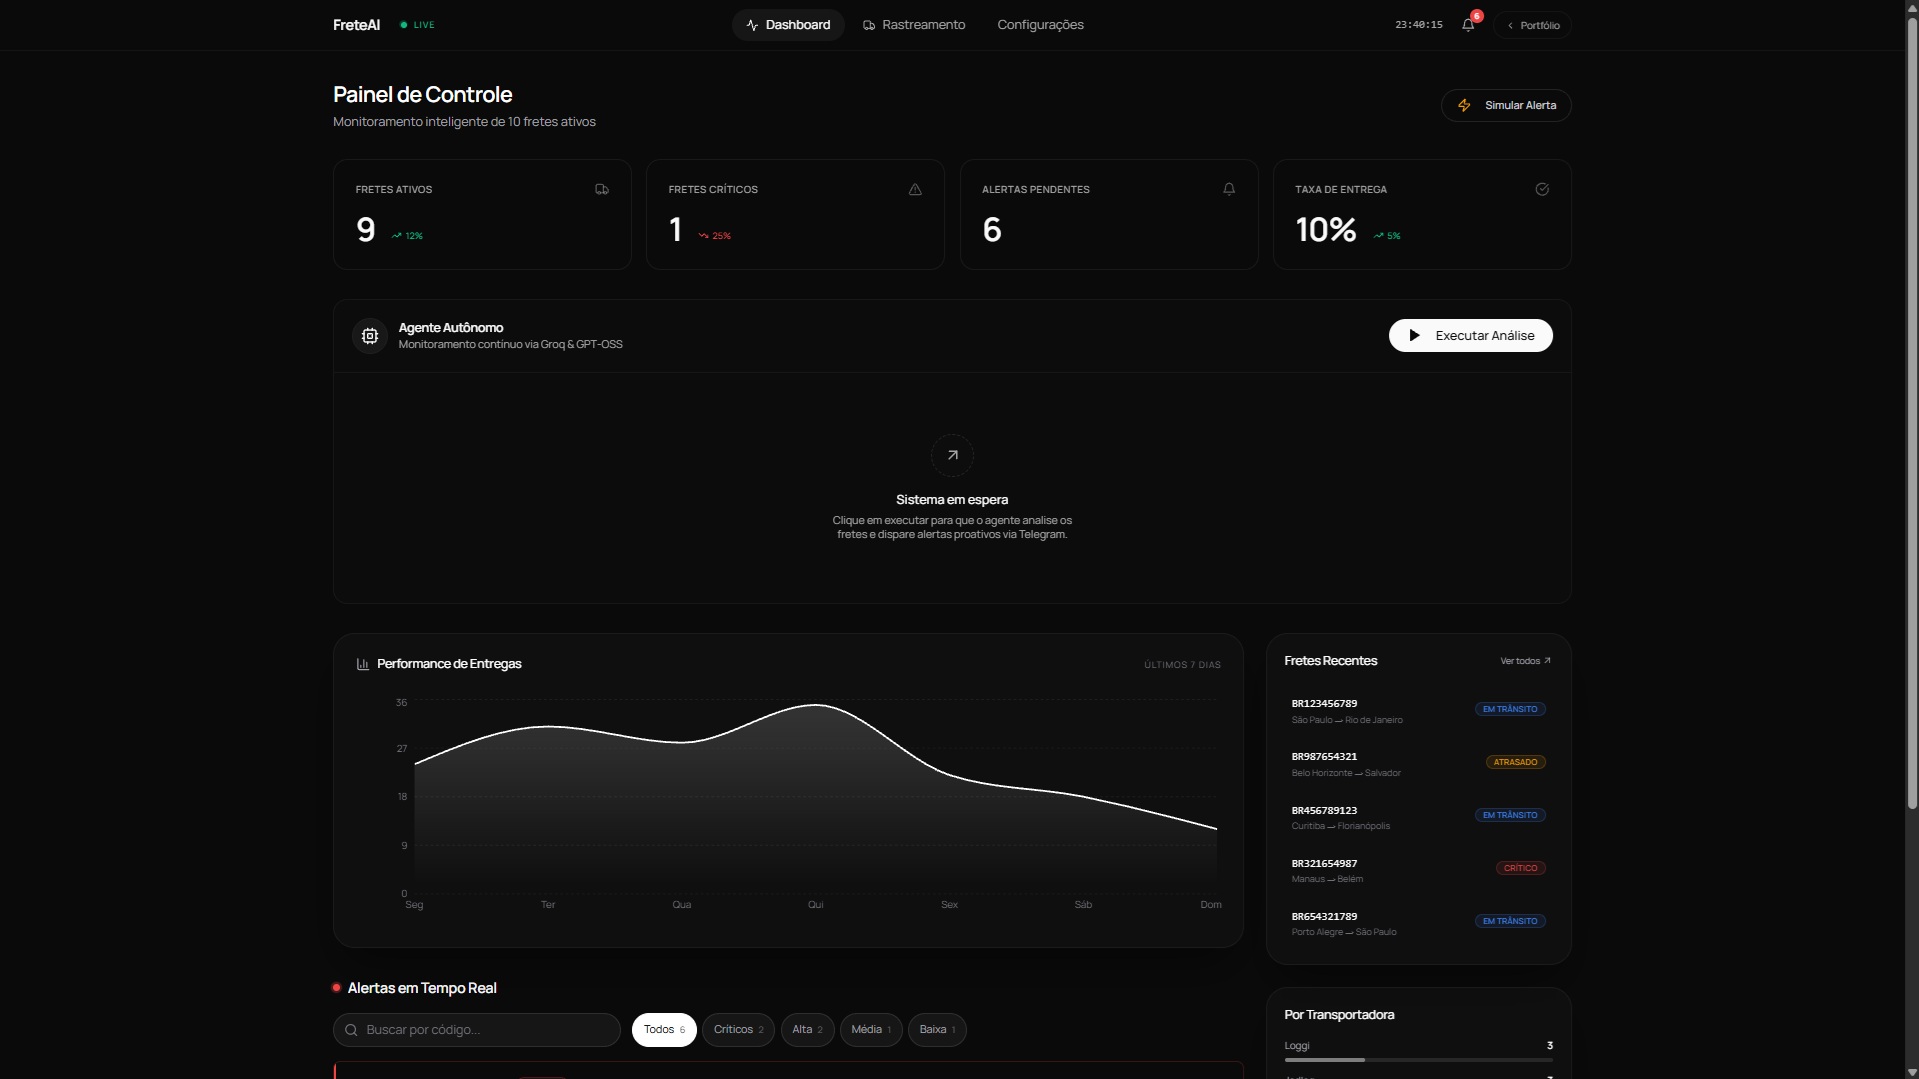 FreteAI
LIVE
Dashboard
Rastreamento
Configurações
23:40:15
6
Portfólio
Painel de Controle
Monitoramento inteligente de 10 fretes ativos
Simular Alerta
FRETES ATIVOS
9
12%
FRETES CRÍTICOS
1
25%
ALERTAS PENDENTES
6
TAXA DE ENTREGA
10%
5%
Agente Autônomo
Monitoramento contínuo via Groq & GPT-OSS
Executar Análise
Sistema em espera
Clique em executar para que o agente analise os
fretes e dispare alertas proativos via Telegram.
Performance de Entregas
ÚLTIMOS 7 DIAS
36
27
18
9
0
Seg
Ter
Qua
Qui
Sex
Sáb
Dom
Fretes Recentes
Ver todos
BR123456789
São Paulo → Rio de Janeiro
EM TRÂNSITO
BR987654321
Belo Horizonte → Salvador
ATRASADO
BR456789123
Curitiba → Florianópolis
EM TRÂNSITO
BR321654987
Manaus → Belém
CRÍTICO
BR654321789
Porto Alegre → São Paulo
EM TRÂNSITO
Alertas em Tempo Real
Buscar por código...
Todos 6
Críticos 2
Alta 2
Média 1
Baixa 1
Por Transportadora
Loggi
3